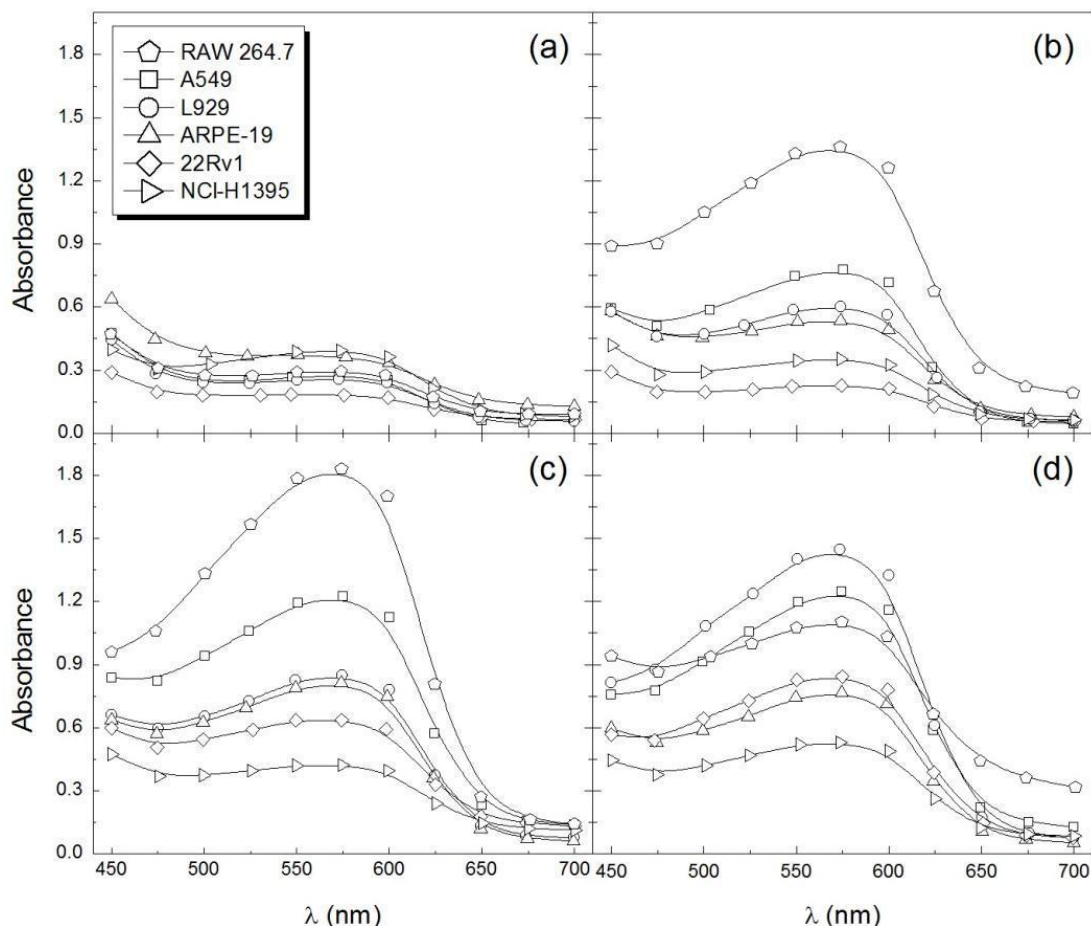 (a)
RAW 264.7
A549
L929
ARPE-19
22Rv1
NCI-H1395
1.8
1.5
1.2
0.9
0.6
0.3
0.0
Absorbance
(b)
(c)
1.8
1.5
1.2
0.9
0.6
0.3
0.0
Absorbance
450 500 550 600 650 700
λ (nm)
(d)
450 500 550 600 650 700
λ (nm)